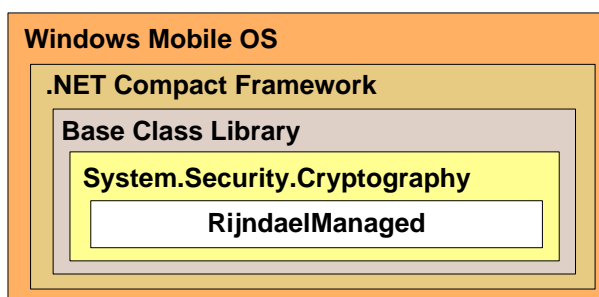 Windows Mobile OS
.NET Compact Framework
Base Class Library
System.Security.Cryptography
RijndaelManaged